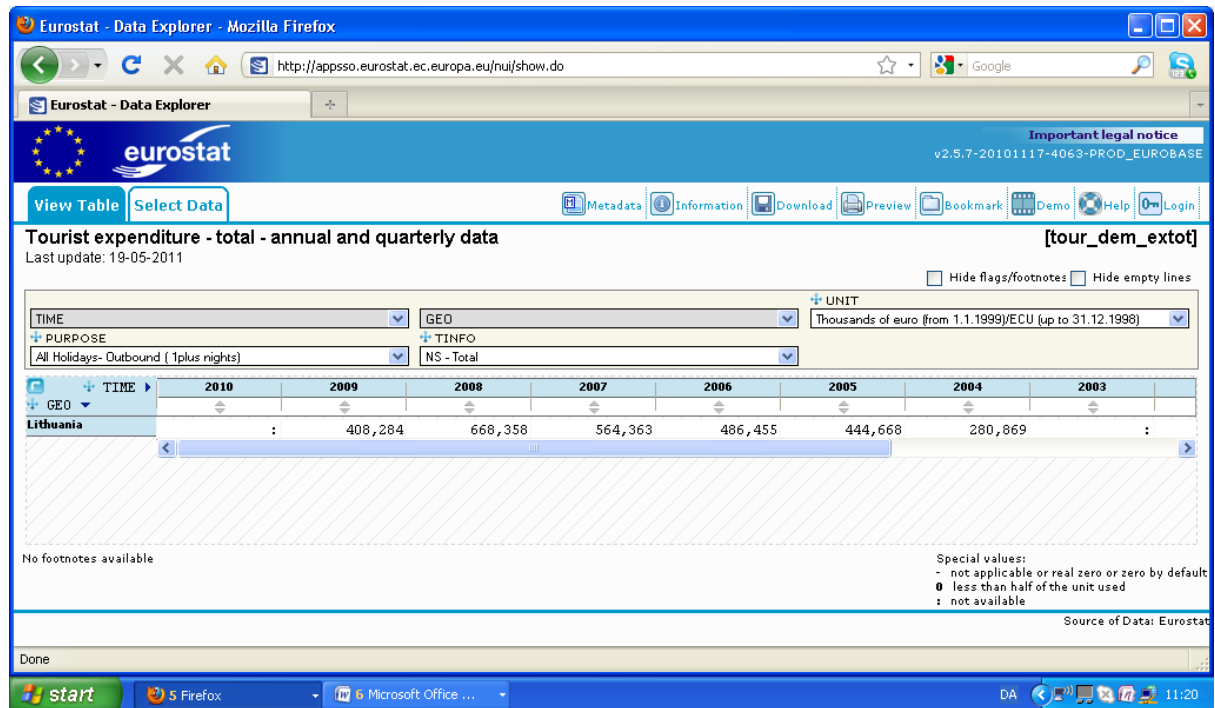 Eurostat - Data Explorer - Mozilla Firefox
http://appsso.eurostat.ec.europa.eu/nui/show.do Google
Eurostat - Data Explorer
eurostat
Important legal notice
v2.5.7-20101117-4063-PROD_EUROBASE
View Table Select Data Metadata Information Download Preview Bookmark Demo Help Login
Tourist expenditure - total - annual and quarterly data [tour_dem_extot]
Last update: 19-05-2011
Hide flags/footnotes Hide empty lines
UNIT
TIME GEO Thousands of euro (from 1.1.1999)/ECU (up to 31.12.1998)
PURPOSE TINFO
All Holidays- Outbound ( 1plus nights) NS - Total
TIME 2010 2009 2008 2007 2006 2005 2004 2003
GEO
Lithuania : 408,284 668,358 564,363 486,455 444,668 280,869 :
No footnotes available Special values:
- not applicable or real zero or zero by default
0 less than half of the unit used
: not available
Source of Data: Eurostat
Done
start 5 Firefox 6 Microsoft Office ... DA 11:20